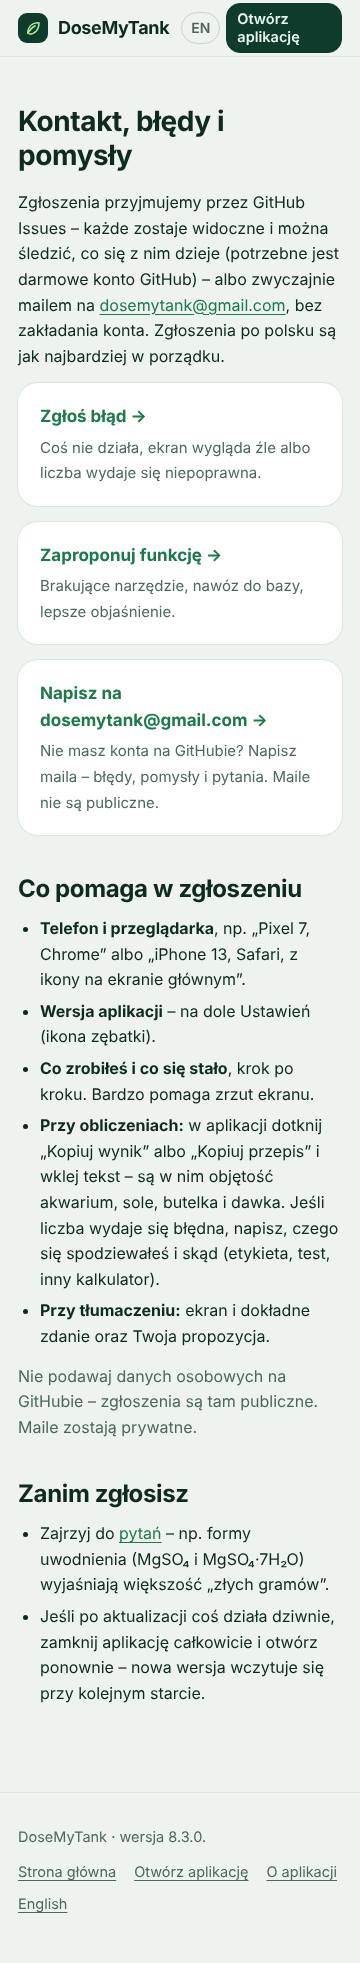 DoseMyTank
EN
Otwórz
aplikację
Kontakt, błędy i
pomysły
Zgłoszenia przyjmujemy przez GitHub
Issues – każde zostaje widoczne i można
śledzić, co się z nim dzieje (potrzebne jest
darmowe konto GitHub) – albo zwyczajnie
mailem na dosemytank@gmail.com, bez
zakładania konta. Zgłoszenia po polsku są
jak najbardziej w porządku.
Zgłoś błąd →
Coś nie działa, ekran wygląda źle albo
liczba wydaje się niepoprawna.
Zaproponuj funkcję →
Brakujące narzędzie, nawóz do bazy,
lepsze objaśnienie.
Napisz na
dosemytank@gmail.com →
Nie masz konta na GitHubie? Napisz
maila – błędy, pomysły i pytania. Maile
nie są publiczne.
Co pomaga w zgłoszeniu
• Telefon i przeglądarka, np. „Pixel 7,
Chrome” albo „iPhone 13, Safari, z
ikony na ekranie głównym”.
• Wersja aplikacji – na dole Ustawień
(ikona zębatki).
• Co zrobiłeś i co się stało, krok po
kroku. Bardzo pomaga zrzut ekranu.
• Przy obliczeniach: w aplikacji dotknij
„Kopiuj wynik” albo „Kopiuj przepis” i
wklej tekst – są w nim objętość
akwarium, sole, butelka i dawka. Jeśli
liczba wydaje się błędna, napisz, czego
się spodziewałeś i skąd (etykieta, test,
inny kalkulator).
• Przy tłumaczeniu: ekran i dokładne
zdanie oraz Twoja propozycja.
Nie podawaj danych osobowych na
GitHubie – zgłoszenia są tam publiczne.
Maile zostają prywatne.
Zanim zgłosisz
• Zajrzyj do pytań – np. formy
uwodnienia (MgSO₄ i MgSO₄·7H₂O)
wyjaśniają większość „złych gramów”.
• Jeśli po aktualizacji coś działa dziwnie,
zamknij aplikację całkowicie i otwórz
ponownie – nowa wersja wczytuje się
przy kolejnym starcie.
DoseMyTank · wersja 8.3.0.
Strona główna Otwórz aplikację O aplikacji
English